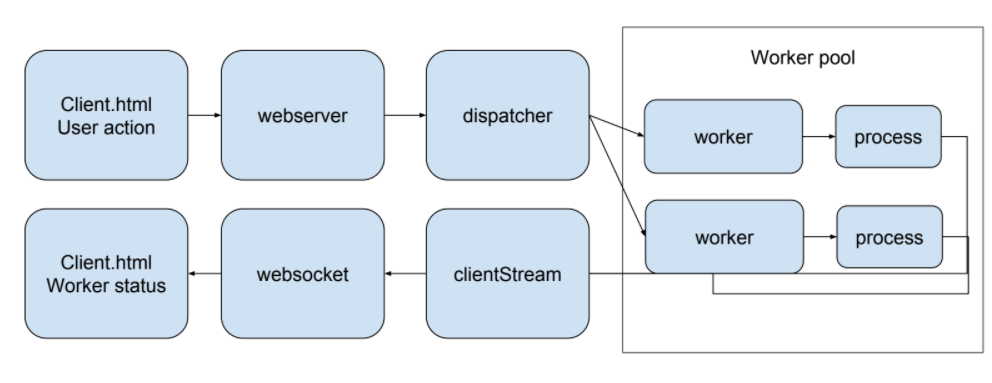 Worker pool
Client.html
User action
webserver
dispatcher
worker
process
worker
process
Client.html
Worker status
websocket
clientStream